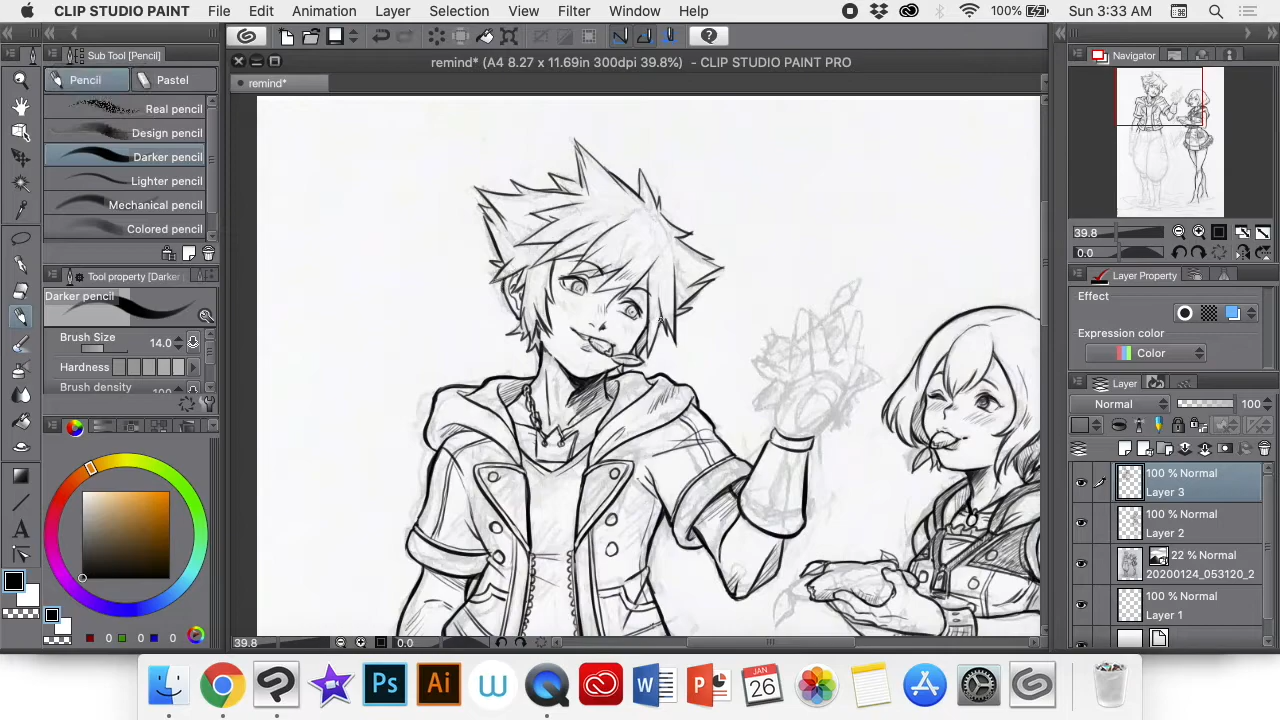 CLIP STUDIO PAINT File Edit Animation Layer Selection View Filter Window Help 100% Sun 3:33 AM
Sub Tool [Pencil]
remind* (A4 8.27 x 11.69in 300dpi 39.8%) - CLIP STUDIO PAINT PRO
Navigator
Pencil Pastel
remind*
Real pencil
Design pencil
Darker pencil
Lighter pencil
Mechanical pencil
Colored pencil
39.8
0.0
Tool property [Darker p
Layer Property
Darker pencil
Effect
Brush Size 14.0
Expression color
Hardness
Color
Brush density
Layer
Normal 100
100 % Normal
Layer 3
100 % Normal
Layer 2
22 % Normal
20200124_053120_2
100 % Normal
Layer 1
0 0 0
39.8 0.0
Ps Ai W P JAN 26